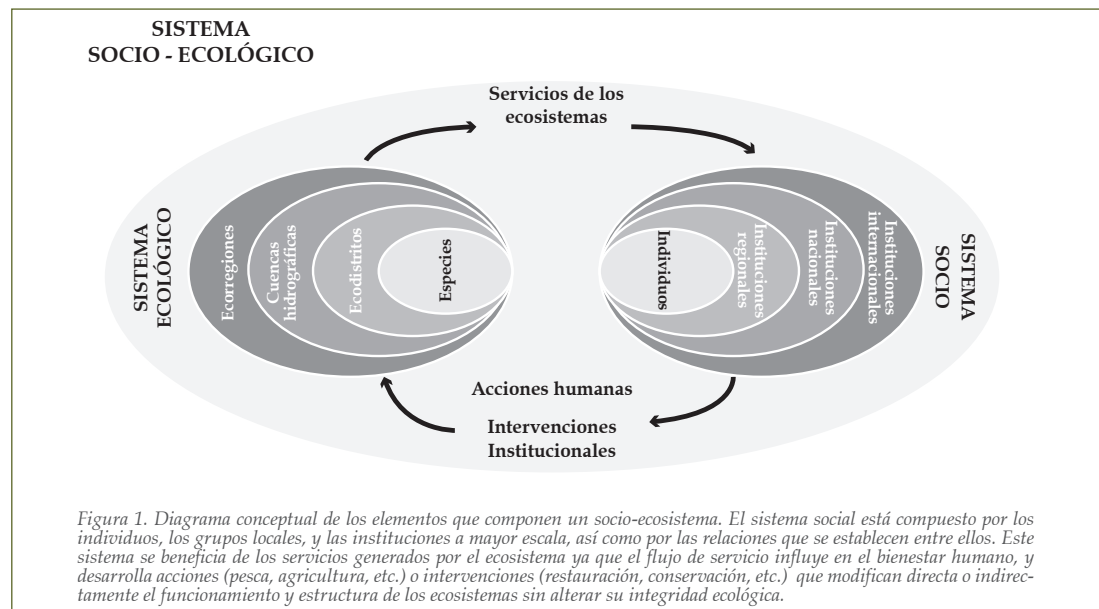 SISTEMA
SOCIO - ECOLÓGICO
Servicios de los
ecosistemas
SISTEMA
ECOLÓGICO
Ecorregiones
Cuencas
hidrográficas
Ecodistritos
Especies
Individuos
Instituciones
regionales
Instituciones
nacionales
Instituciones
internacionales
SISTEMA
SOCIO
Acciones humanas
Intervenciones
Institucionales
Figura 1. Diagrama conceptual de los elementos que componen un socio-ecosistema. El sistema social está compuesto por los
individuos, los grupos locales, y las instituciones a mayor escala, así como por las relaciones que se establecen entre ellos. Este
sistema se beneficia de los servicios generados por el ecosistema ya que el flujo de servicio influye en el bienestar humano, y
desarrolla acciones (pesca, agricultura, etc.) o intervenciones (restauración, conservación, etc.) que modifican directa o indirec-
tamente el funcionamiento y estructura de los ecosistemas sin alterar su integridad ecológica.